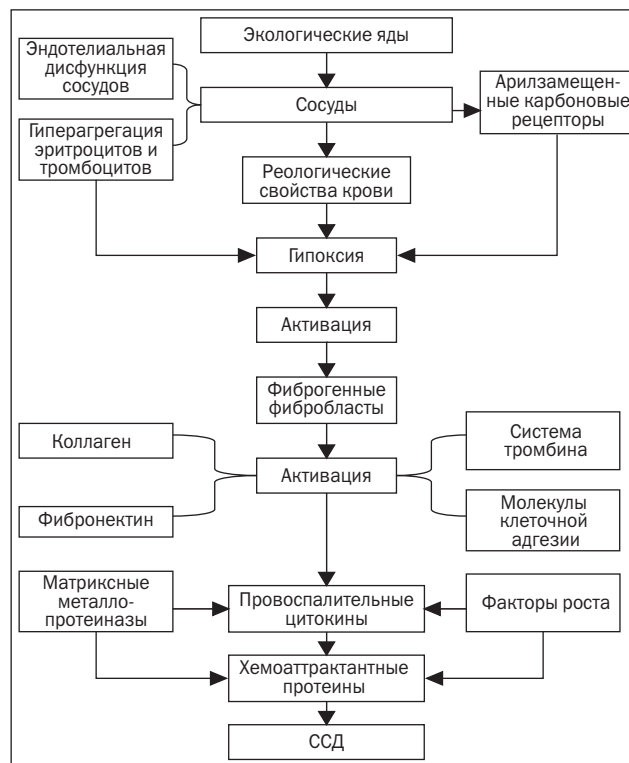 Экологические яды
Эндотелиальная
дисфункция
сосудов
Сосуды
Арилзамещен-
ные карбоновые
рецепторы
Гиперагрегация
эритроцитов и
тромбоцитов
Реологические
свойства крови
Гипоксия
Активация
Фиброгенные
фибробласты
Коллаген
Система
тромбина
Активация
Фибронектин
Молекулы
клеточной
адгезии
Матриксные
металло-
протеиназы
Провоспалительные
цитокины
Факторы роста
Хемоаттрактантные
протеины
ССД